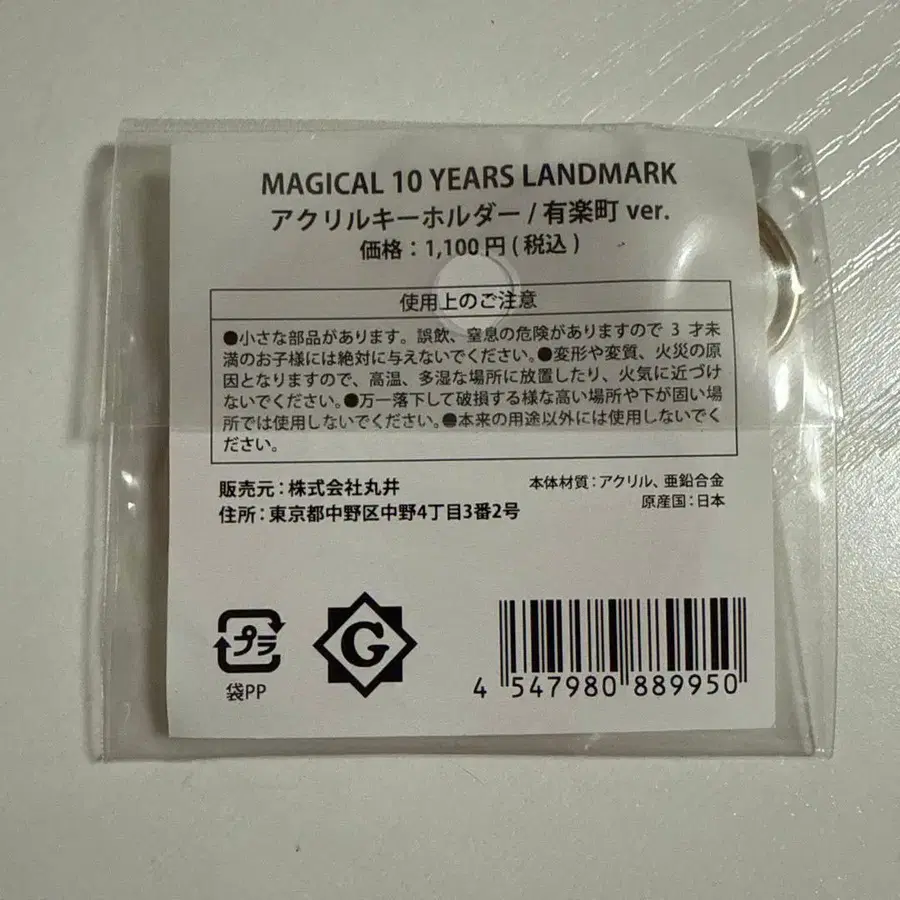 MAGICAL 10 YEARS LANDMARK
アクリルキーホルダー / 有楽町 ver.
価格：1,100円 ( 税込 )
使用上のご注意
●小さな部品があります。誤飲、窒息の危険がありますので 3 才未
満のお子様には絶対に与えないでください。●変形や変質、火災の原
因となりますので、高温、多湿な場所に放置したり、火気に近づけ
ないでください。●万一落下して破損する様な高い場所や下が固い場
所では使用しないでください。●本来の用途以外には使用しないでく
ださい。
販売元：株式会社丸井
住所：東京都中野区中野4丁目3番2号
本体材質：アクリル、亜鉛合金
原産国：日本
プラ
袋PP
G
4 547980 889950